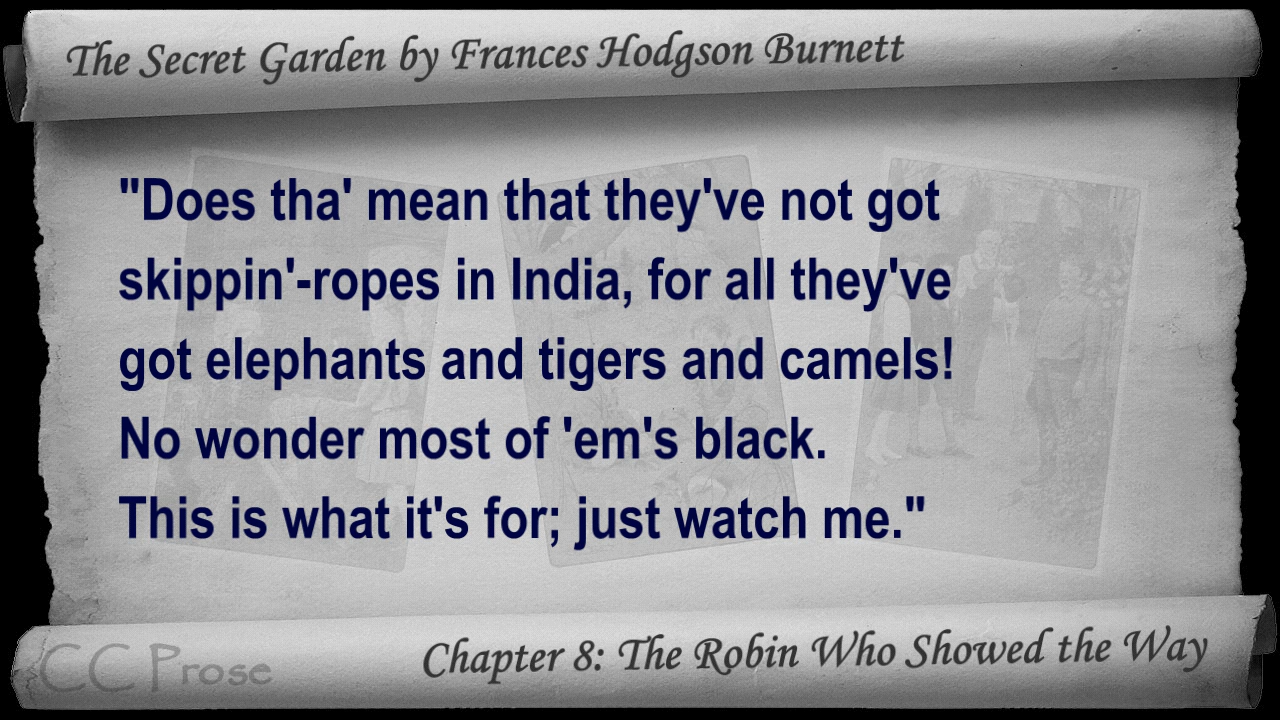 The Secret Garden by Frances Hodgson Burnett
"Does tha' mean that they've not got
skippin'-ropes in India, for all they've
got elephants and tigers and camels!
No wonder most of 'em's black.
This is what it's for; just watch me."
Chapter 8: The Robin Who Showed the Way
CC Prose